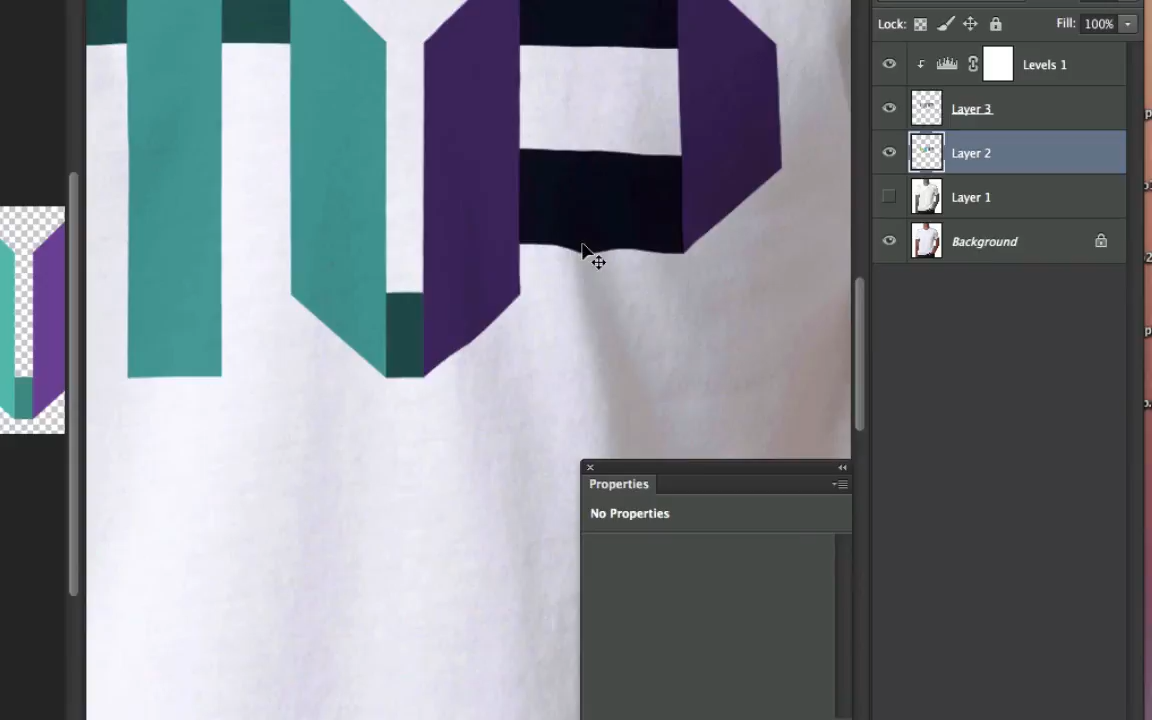 Lock:
Fill: 100%
Levels 1
Layer 3
Layer 2
Layer 1
Background
Properties
No Properties